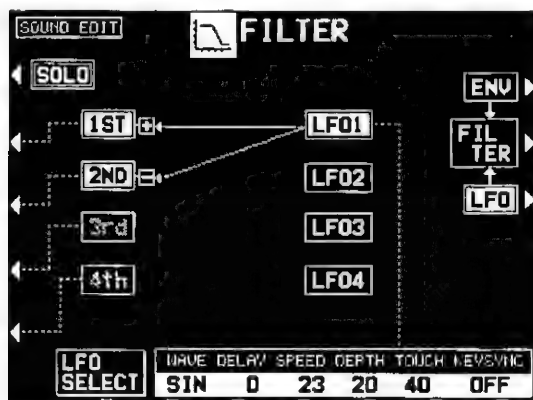 SOUND EDIT
FILTER
SOLO
ENV
1ST + LFO1
FIL
TER
2ND - LFO2
LFO
3rd LFO3
4th LFO4
LFO
SELECT
WAVE DELAY SPEED DEPTH TOUCH KEYSYNC
SIN 0 23 20 40 OFF